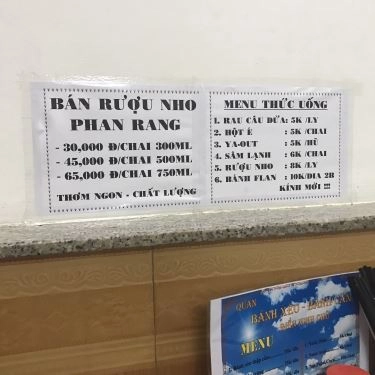 BÁN RƯỢU NHO
PHAN RANG
- 30,000 Đ/CHAI 300ML
- 45,000 Đ/CHAI 500ML
- 65,000 Đ/CHAI 750ML
THƠM NGON - CHẤT LƯỢNG
MENU THỨC UỐNG
1. RAU CÂU DỪA: 5K/LY
2. HỘT É : 5K/CHAI
3. YA-OUT : 5K/HŨ
4. SÂM LẠNH : 6K/CHAI
5. RƯỢU NHO : 8K/LY
6. BÁNH FLAN : 10K/DIA 2B
KÍNH MỜI !!!
QUÁN
BÁNH XÈO - BÁNH CĂN
MENU